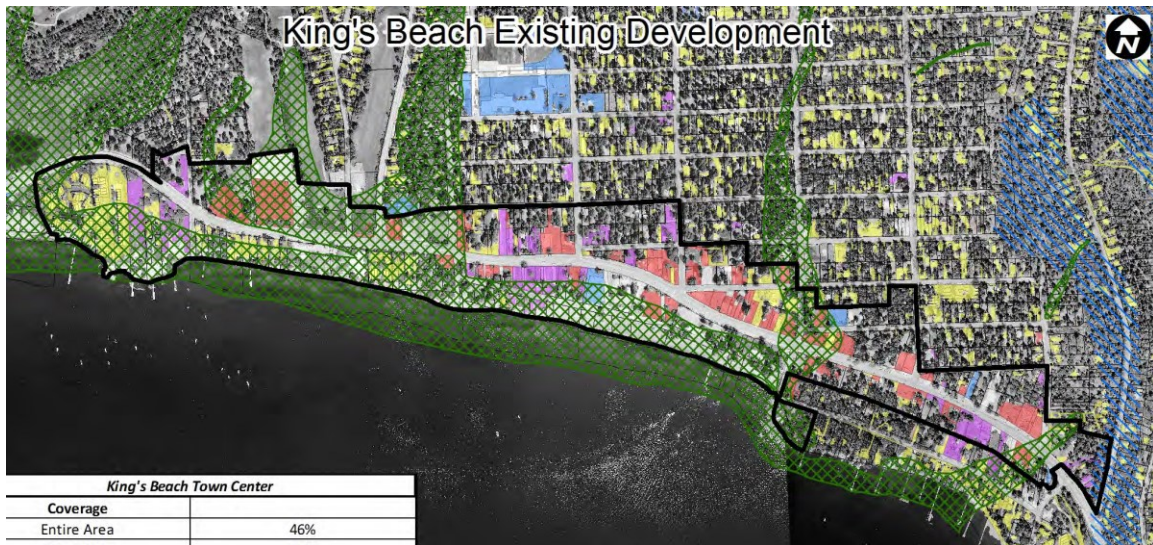 King's Beach Existing Development
N
King's Beach Town Center
Coverage
Entire Area 46%